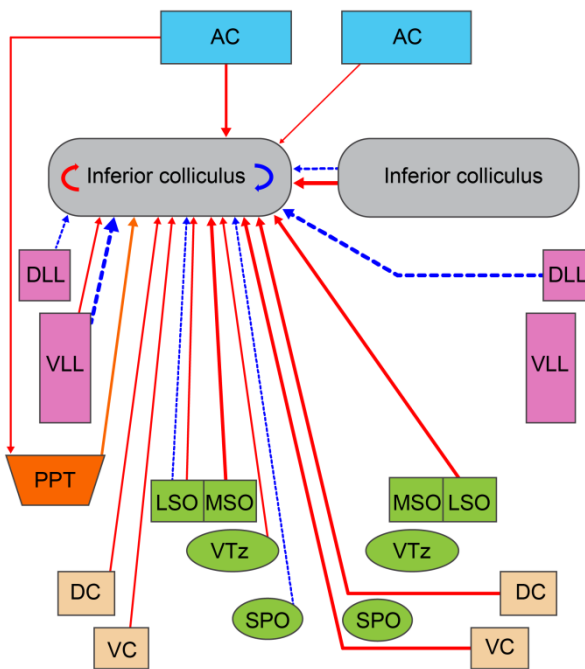 AC AC
Inferior colliculus Inferior colliculus
DLL DLL
VLL VLL
PPT
LSO MSO MSO LSO
VTz VTz
DC DC
SPO SPO
VC VC